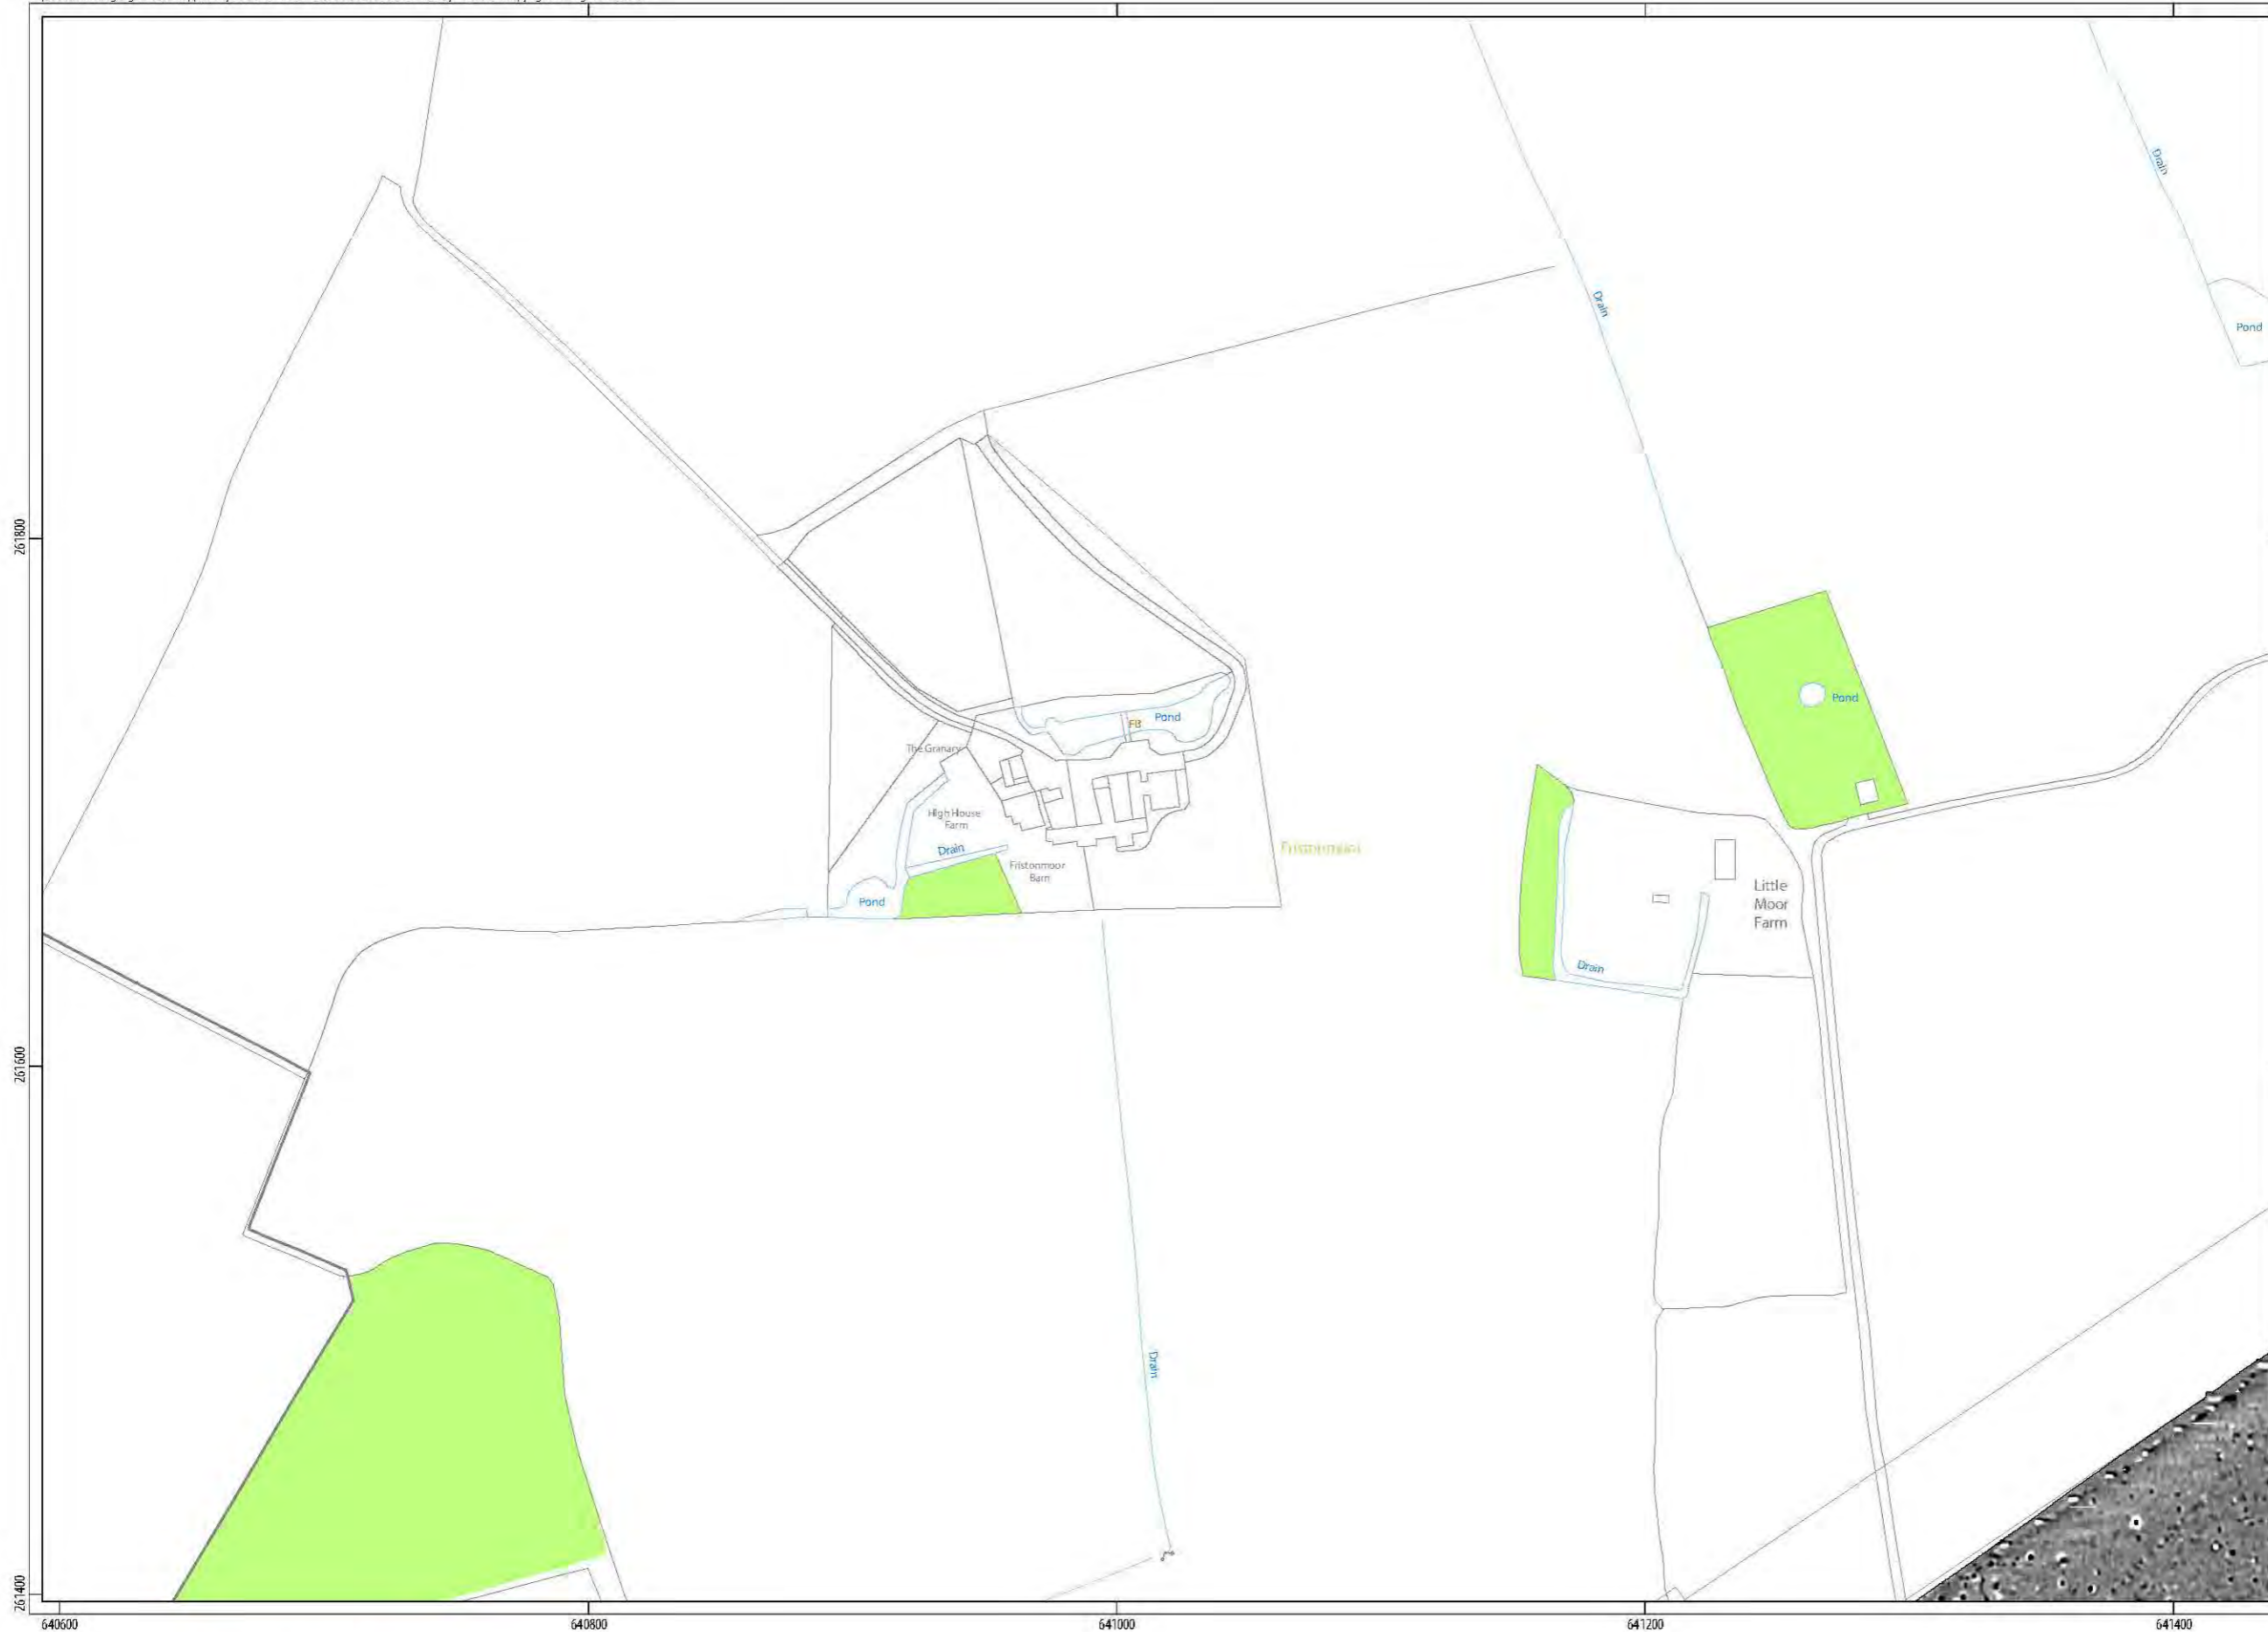 Drain
Drain
Pond
261800
Pond
FB
Pond
The Granary
High House
Farm
Drain
Fristonmoor
Barn
Fristonmoor
Pond
Little
Moor
Farm
Drain
261600
Drain
261400
640600
640800
641000
641200
641400